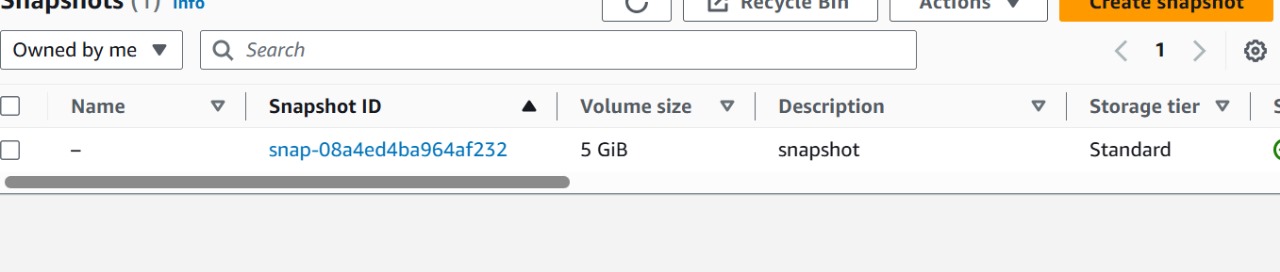 Snapshots (1) Info Recycle Bin Actions Create snapshot
Owned by me Search 1
Name Snapshot ID Volume size Description Storage tier
– snap-08a4ed4ba964af232 5 GiB snapshot Standard